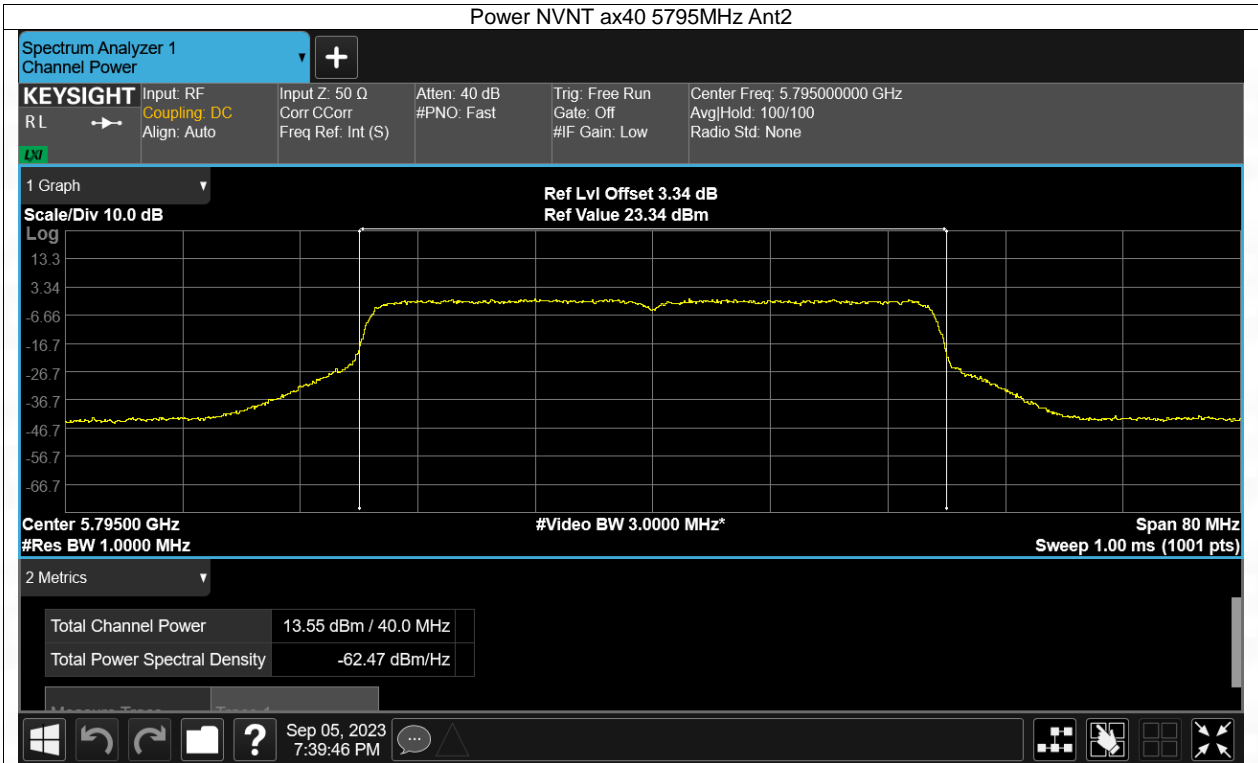 Power NVNT ax40 5795MHz Ant2
Spectrum Analyzer 1
Channel Power
KEYSIGHT
R L
LXI
Input: RF
Coupling: DC
Align: Auto
Input Z: 50 Ω
Corr CCorr
Freq Ref: Int (S)
Atten: 40 dB
#PNO: Fast
Trig: Free Run
Gate: Off
#IF Gain: Low
Center Freq: 5.795000000 GHz
Avg|Hold: 100/100
Radio Std: None
1 Graph
Scale/Div 10.0 dB
Ref Lvl Offset 3.34 dB
Ref Value 23.34 dBm
Log
13.3
3.34
-6.66
-16.7
-26.7
-36.7
-46.7
-56.7
-66.7
Center 5.79500 GHz
#Res BW 1.0000 MHz
#Video BW 3.0000 MHz*
Span 80 MHz
Sweep 1.00 ms (1001 pts)
2 Metrics
Total Channel Power 13.55 dBm / 40.0 MHz
Total Power Spectral Density -62.47 dBm/Hz
Sep 05, 2023
7:39:46 PM